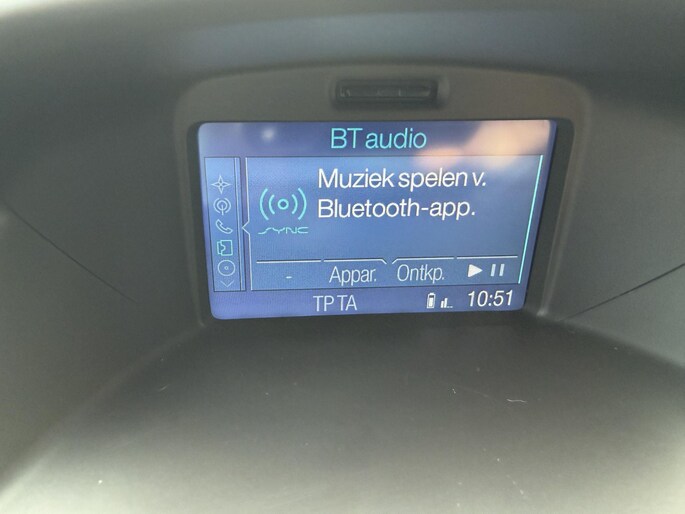 BT audio
Muziek spelen v.
Bluetooth-app.
SYNC
- Appar. Ontkp.
TP TA 10:51